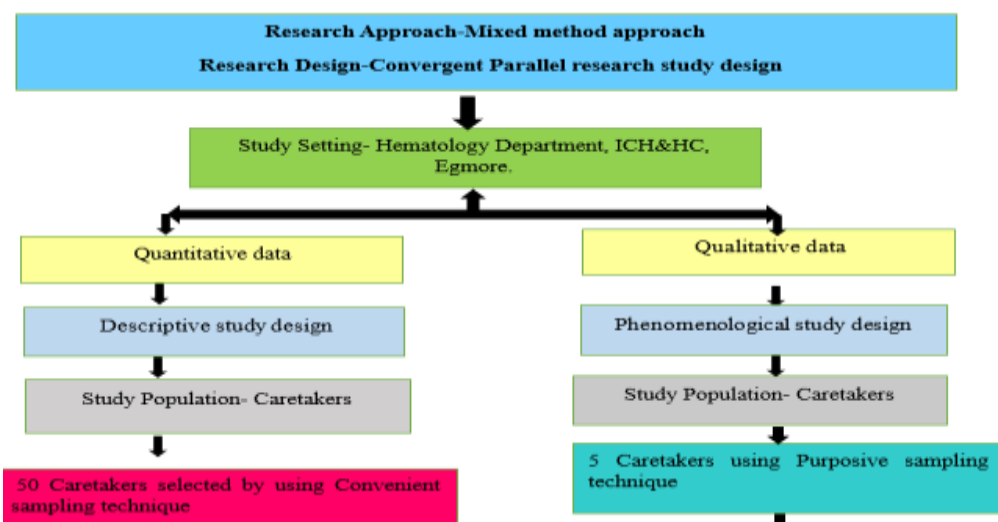 Research Approach-Mixed method approach
Research Design-Convergent Parallel research study design
Study Setting- Hematology Department, ICH&HC,
Egmore.
Quantitative data
Qualitative data
Descriptive study design
Phenomenological study design
Study Population- Caretakers
Study Population- Caretakers
50 Caretakers selected by using Convenient
sampling technique
5 Caretakers using Purposive sampling
technique